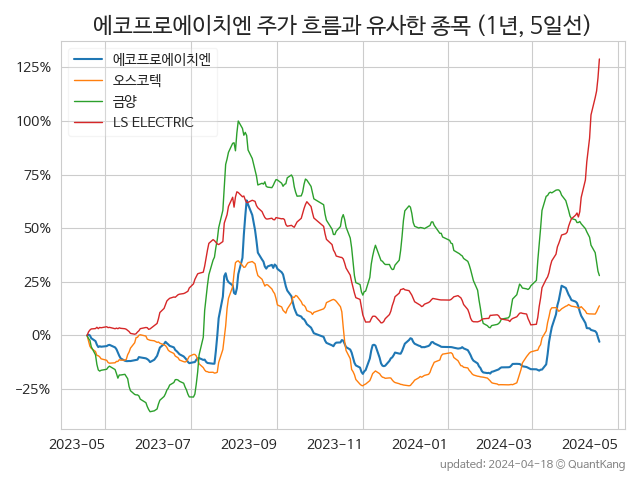 에코프로에이치엔 주가 흐름과 유사한 종목 (1년, 5일선)
에코프로에이치엔
오스코텍
금양
LS ELECTRIC
125%
100%
75%
50%
25%
0%
−25%
2023-05 2023-07 2023-09 2023-11 2024-01 2024-03 2024-05
updated: 2024-04-18 © QuantKang